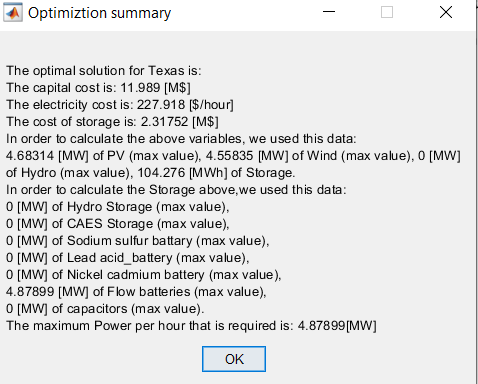 Optimiztion summary
The optimal solution for Texas is:
The capital cost is: 11.989 [M$]
The electricity cost is: 227.918 [$/hour]
The cost of storage is: 2.31752 [M$]
In order to calculate the above variables, we used this data:
4.68314 [MW] of PV (max value), 4.55835 [MW] of Wind (max value), 0 [MW]
of Hydro (max value), 104.276 [MWh] of Storage.
In order to calculate the Storage above,we used this data:
0 [MW] of Hydro Storage (max value),
0 [MW] of CAES Storage (max value),
0 [MW] of Sodium sulfur battary (max value),
0 [MW] of Lead acid_battery (max value),
0 [MW] of Nickel cadmium battery (max value),
4.87899 [MW] of Flow batteries (max value),
0 [MW] of capacitors (max value).
The maximum Power per hour that is required is: 4.87899[MW]
OK